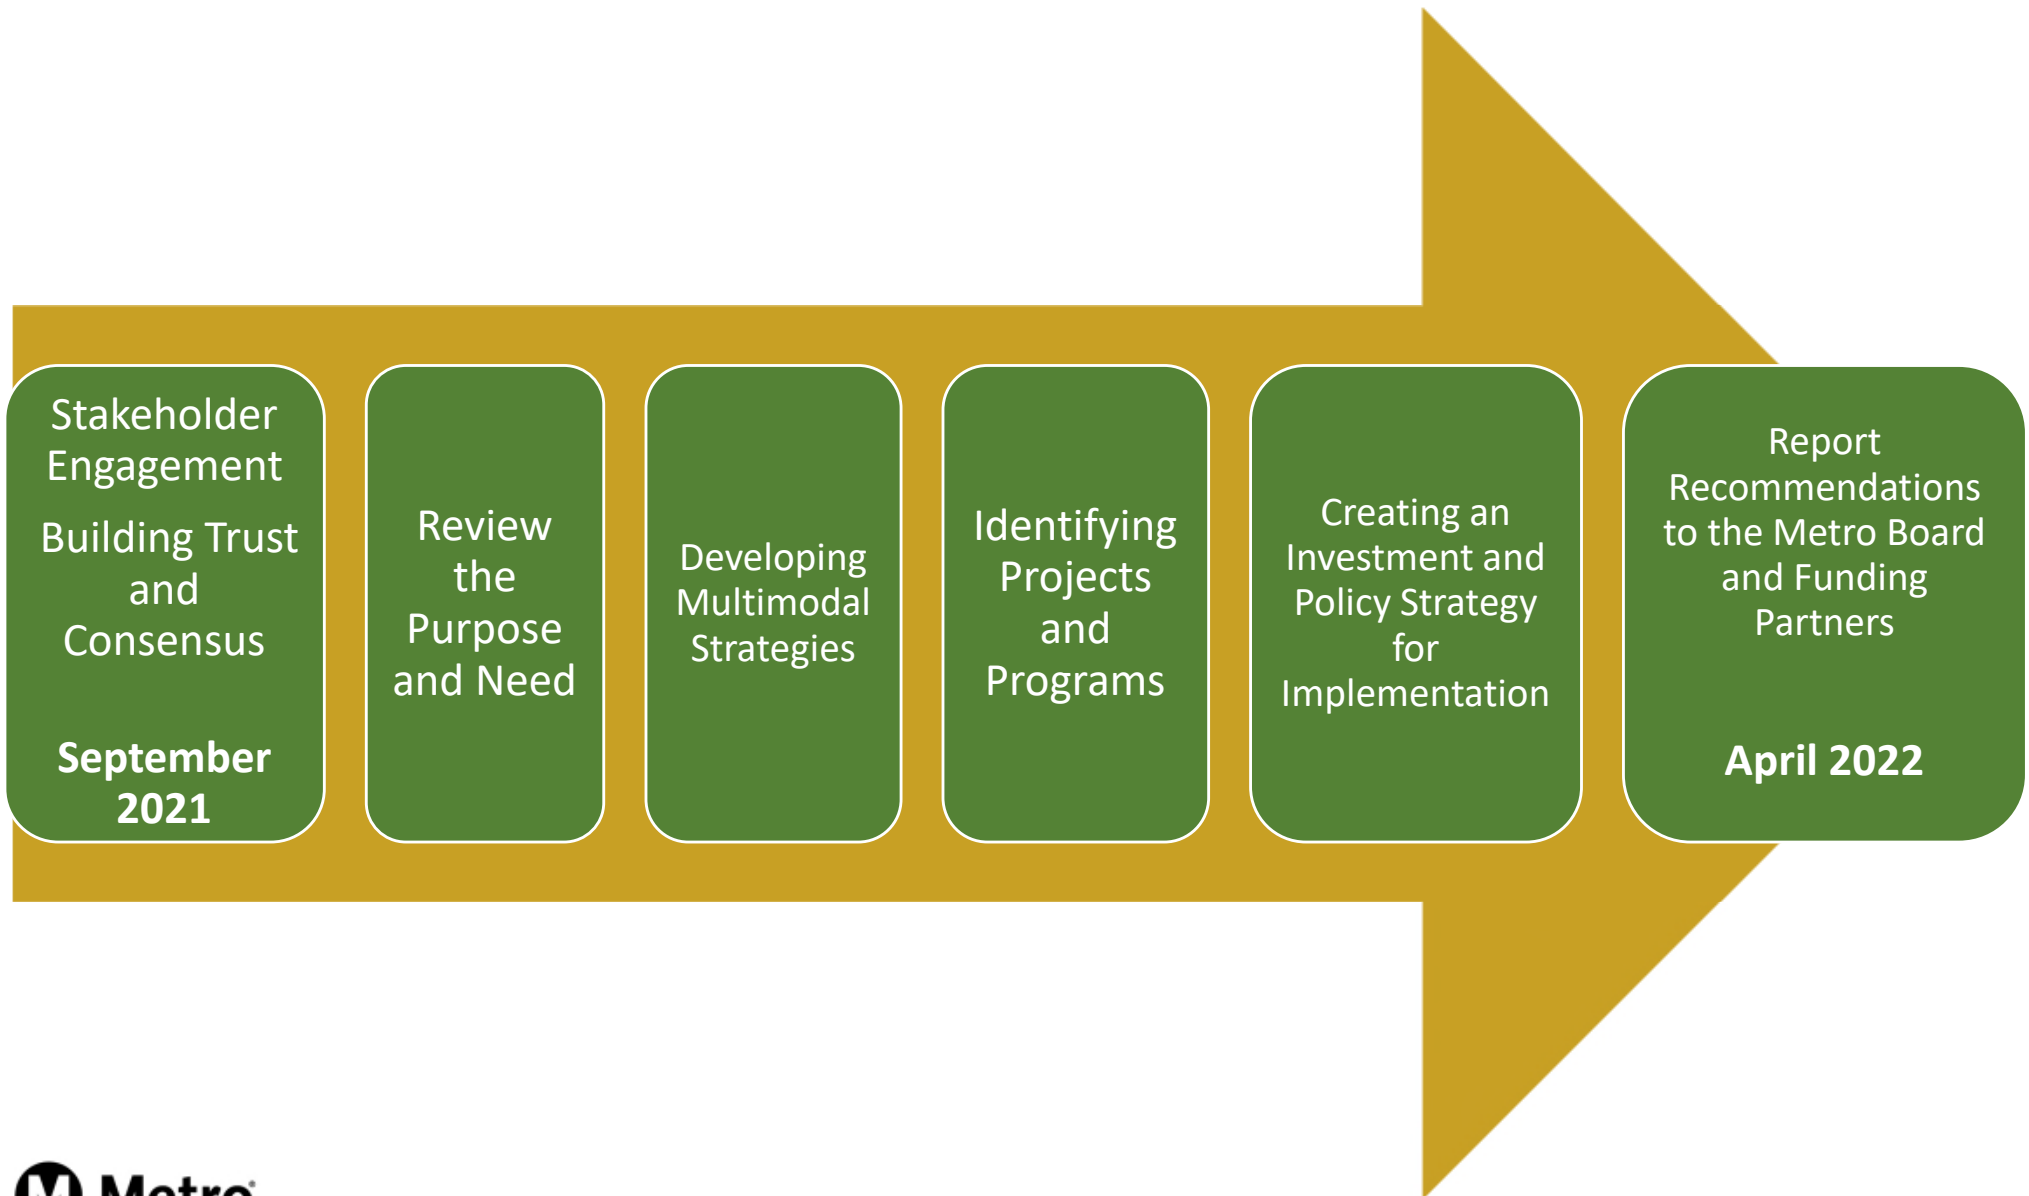 Stakeholder
Engagement
Building Trust
and
Consensus
September
2021
Review
the
Purpose
and Need
Developing
Multimodal
Strategies
Identifying
Projects
and
Programs
Creating an
Investment and
Policy Strategy
for
Implementation
Report
Recommendations
to the Metro Board
and Funding
Partners
April 2022
M Metro